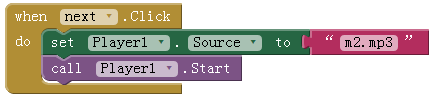 when next .Click
do set Player1 . Source to " m2.mp3 "
call Player1 .Start